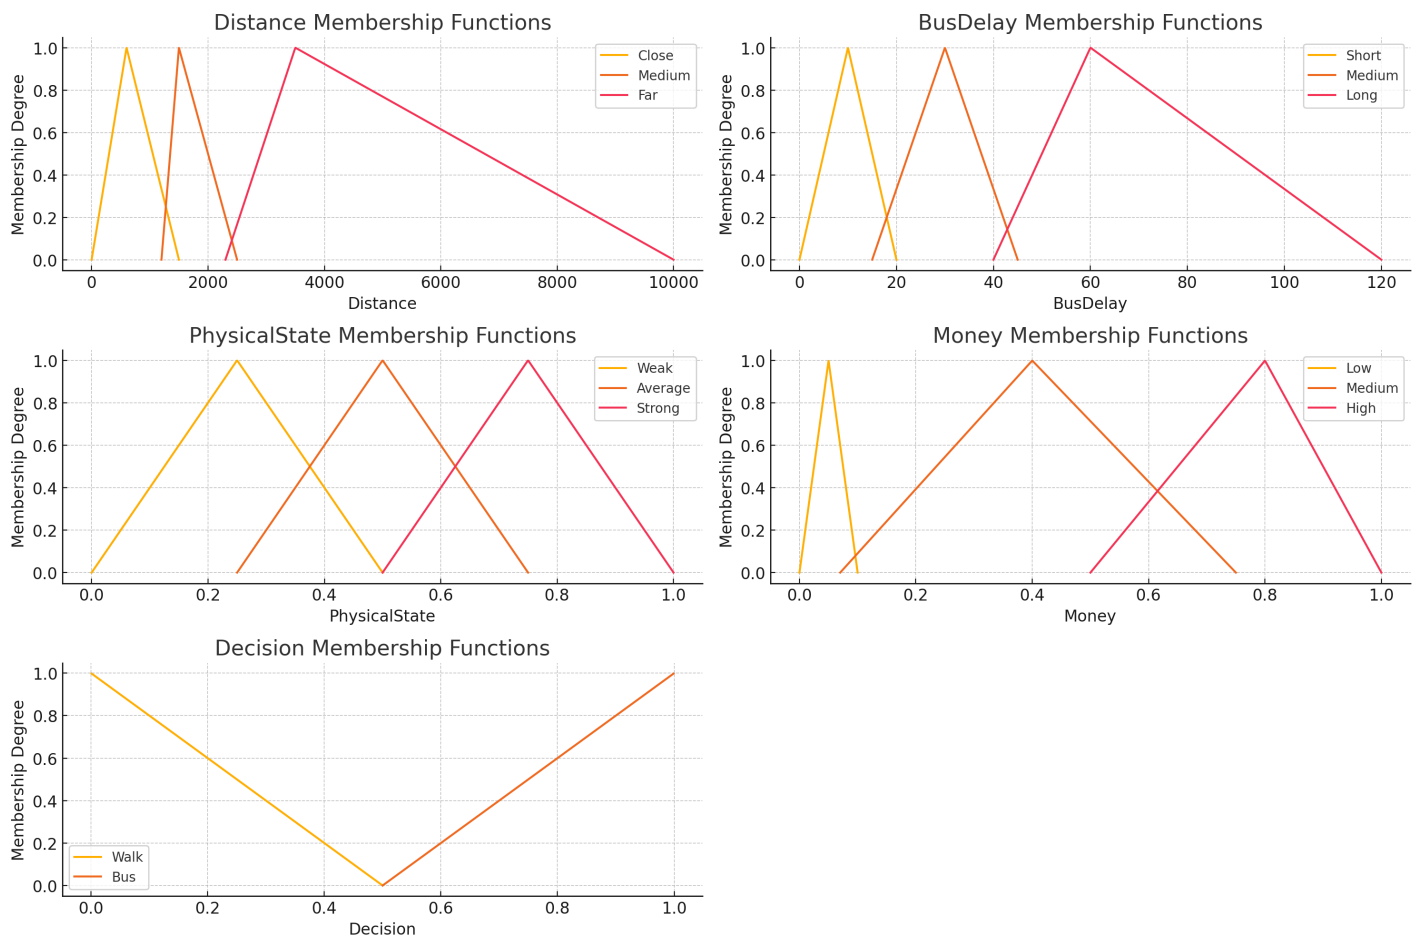 Distance Membership Functions
Membership Degree
1.0
0.8
0.6
0.4
0.2
0.0
Close
Medium
Far
0 2000 4000 6000 8000 10000
Distance
BusDelay Membership Functions
Membership Degree
1.0
0.8
0.6
0.4
0.2
0.0
Short
Medium
Long
0 20 40 60 80 100 120
BusDelay
PhysicalState Membership Functions
Membership Degree
1.0
0.8
0.6
0.4
0.2
0.0
Weak
Average
Strong
0.0 0.2 0.4 0.6 0.8 1.0
PhysicalState
Money Membership Functions
Membership Degree
1.0
0.8
0.6
0.4
0.2
0.0
Low
Medium
High
0.0 0.2 0.4 0.6 0.8 1.0
Money
Decision Membership Functions
Membership Degree
1.0
0.8
0.6
0.4
0.2
0.0
Walk
Bus
0.0 0.2 0.4 0.6 0.8 1.0
Decision